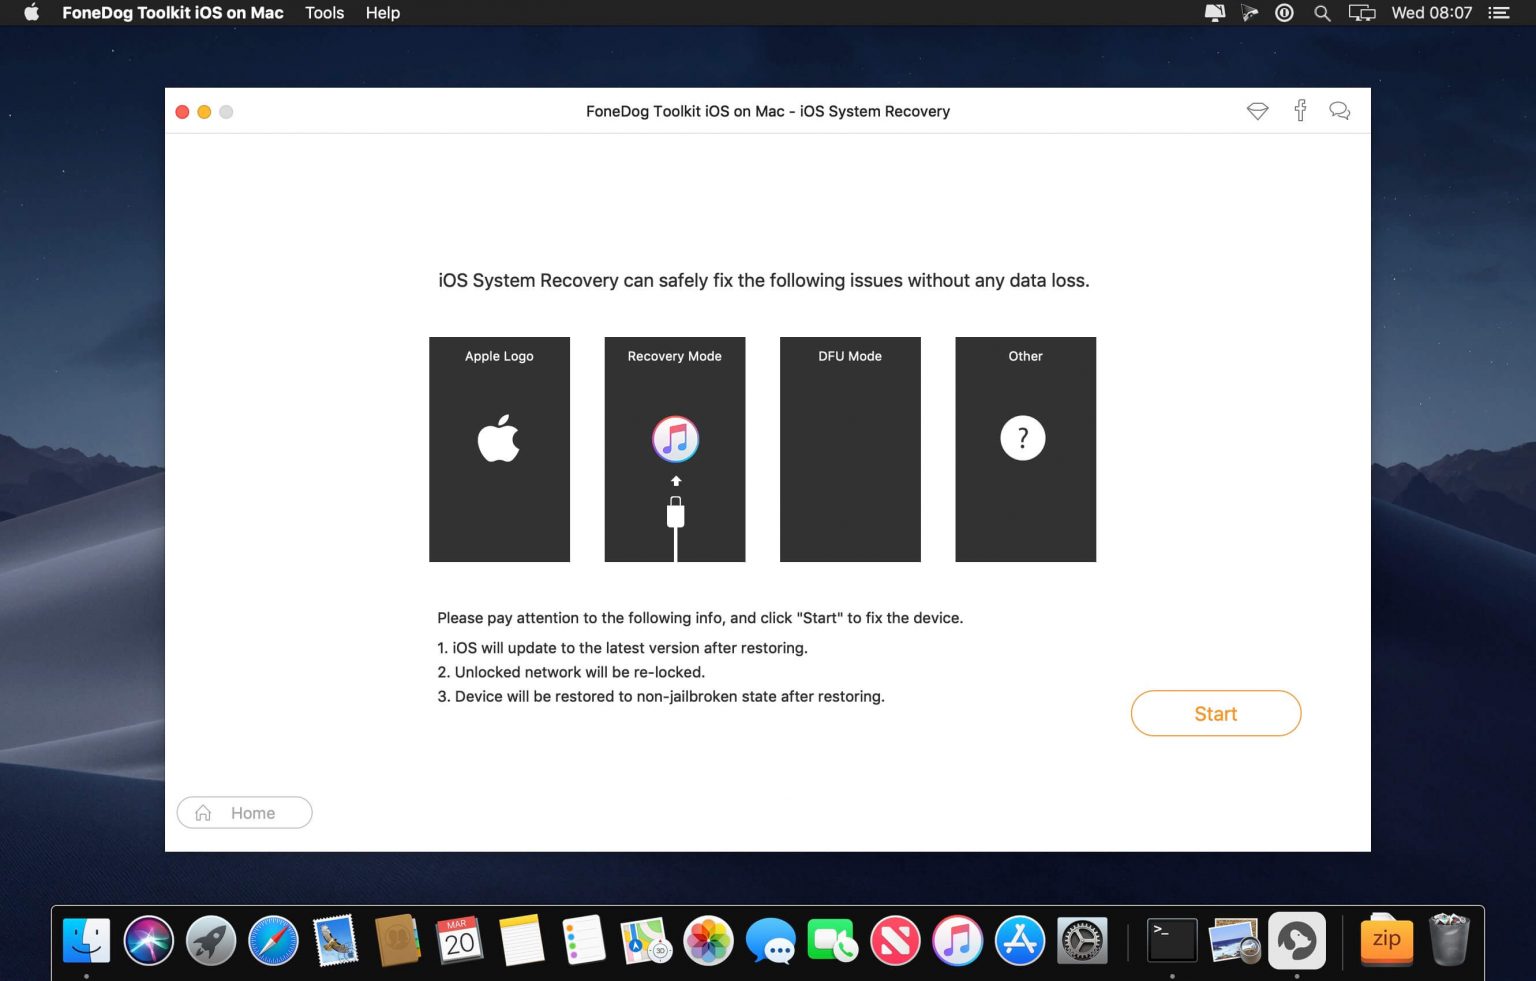 FoneDog Toolkit iOS on Mac Tools Help Wed 08:07
FoneDog Toolkit iOS on Mac - iOS System Recovery
iOS System Recovery can safely fix the following issues without any data loss.
Apple Logo Recovery Mode DFU Mode Other
?
Please pay attention to the following info, and click "Start" to fix the device.
1. iOS will update to the latest version after restoring.
2. Unlocked network will be re-locked.
3. Device will be restored to non-jailbroken state after restoring.
Start
Home
MAR
20
3D
>_
zip